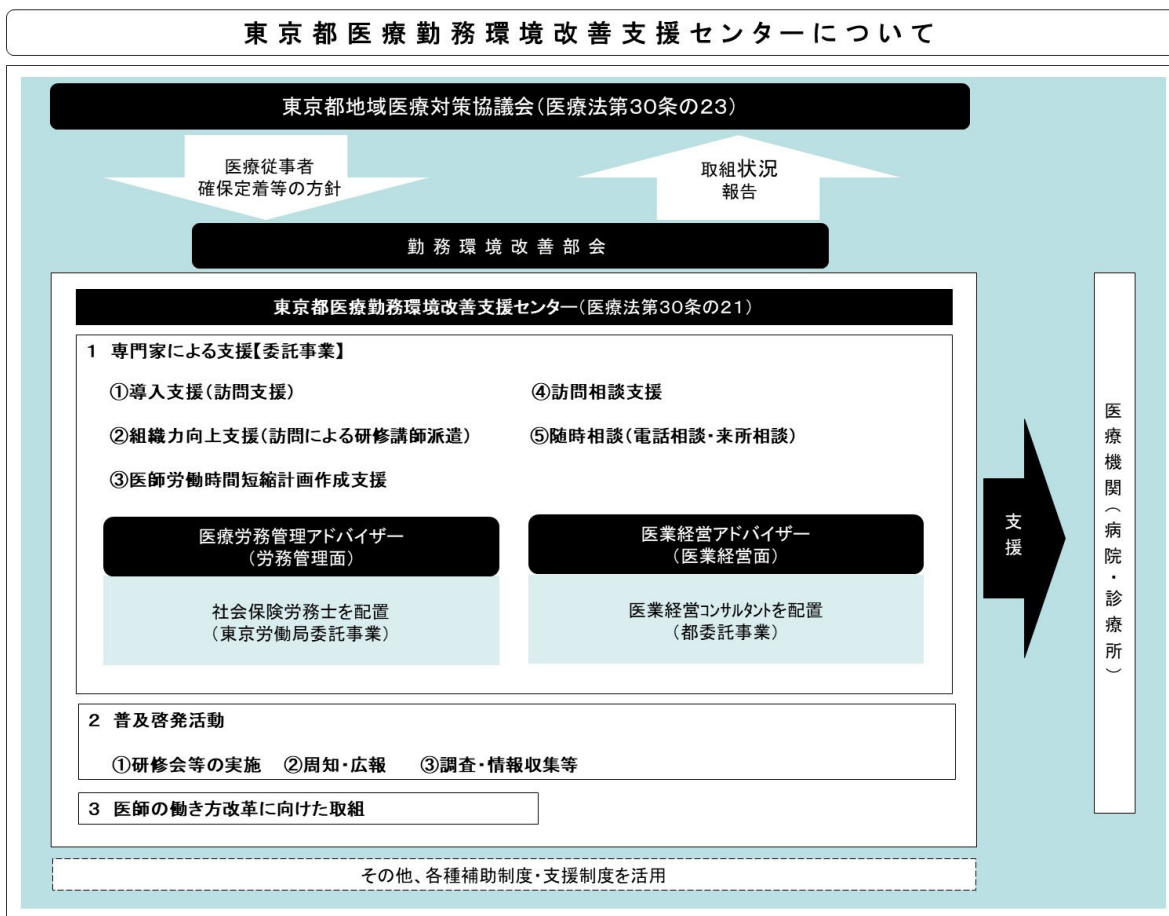 東京都医療勤務環境改善支援センターについて
東京都地域医療対策協議会(医療法第30条の23)
医療従事者
確保定着等の方針
取組状況
報告
勤務環境改善部会
東京都医療勤務環境改善支援センター(医療法第30条の21)
1 専門家による支援【委託事業】
①導入支援(訪問支援)
④訪問相談支援
②組織力向上支援(訪問による研修講師派遣)
⑤随時相談(電話相談・来所相談)
③医師労働時間短縮計画作成支援
医療労務管理アドバイザー
(労務管理面)
社会保険労務士を配置
(東京労働局委託事業)
医業経営アドバイザー
(医業経営面)
医業経営ｺﾝｻﾙﾀﾝﾄを配置
(都委託事業)
2 普及啓発活動
①研修会等の実施 ②周知・広報 ③調査・情報収集等
3 医師の働き方改革に向けた取組
その他、各種補助制度・支援制度を活用
支援
医療機関(病院・診療所)